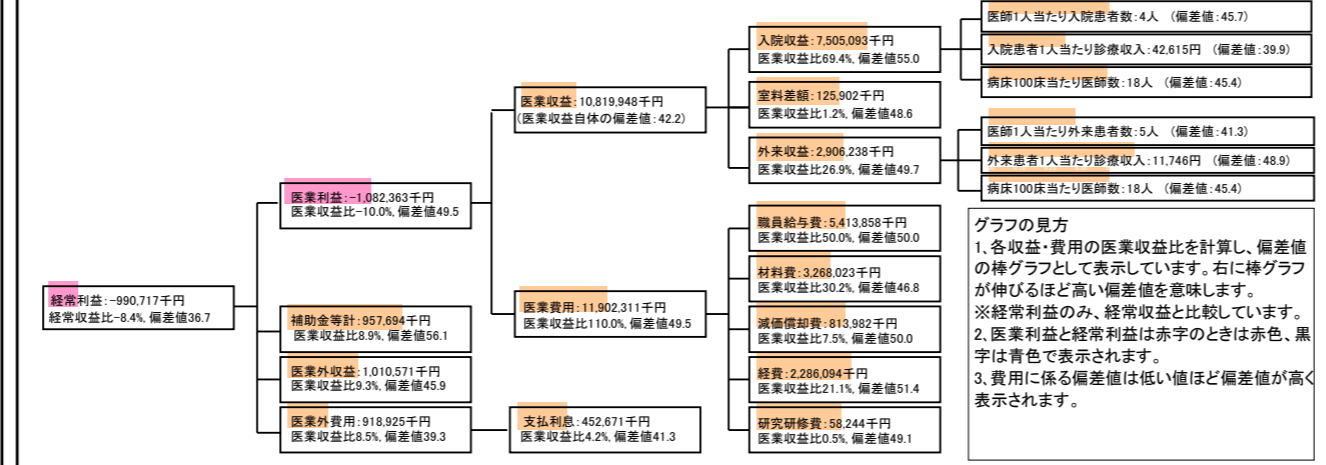 経常利益:-990,717千円
経常収益比-8.4%, 偏差値36.7
医業利益:-1,082,363千円
医業収益比-10.0%, 偏差値49.5
補助金等計:957,694千円
医業収益比8.9%, 偏差値56.1
医業外収益:1,010,571千円
医業収益比9.3%, 偏差値45.9
医業外費用:918,925千円
医業収益比8.5%, 偏差値39.3
医業収益:10,819,948千円
(医業収益自体の偏差値:42.2)
医業費用:11,902,311千円
医業収益比110.0%, 偏差値49.5
支払利息:452,671千円
医業収益比4.2%, 偏差値41.3
入院収益:7,505,093千円
医業収益比69.4%, 偏差値55.0
室料差額:125,902千円
医業収益比1.2%, 偏差値48.6
外来収益:2,906,238千円
医業収益比26.9%, 偏差値49.7
職員給与費:5,413,858千円
医業収益比50.0%, 偏差値50.0
材料費:3,268,023千円
医業収益比30.2%, 偏差値46.8
減価償却費:813,982千円
医業収益比7.5%, 偏差値50.0
経費:2,286,094千円
医業収益比21.1%, 偏差値51.4
研究研修費:58,244千円
医業収益比0.5%, 偏差値49.1
医師1人当たり入院患者数:4人 (偏差値:45.7)
入院患者1人当たり診療収入:42,615円 (偏差値:39.9)
病床100床当たり医師数:18人 (偏差値:45.4)
医師1人当たり外来患者数:5人 (偏差値:41.3)
外来患者1人当たり診療収入:11,746円 (偏差値:48.9)
病床100床当たり医師数:18人 (偏差値:45.4)
グラフの見方
1、各収益・費用の医業収益比を計算し、偏差値
の棒グラフとして表示しています。右に棒グラフ
が伸びるほど高い偏差値を意味します。
※経常利益のみ、経常収益と比較しています。
2、医業利益と経常利益は赤字のときは赤色、黒
字は青色で表示されます。
3、費用に係る偏差値は低い値ほど偏差値が高く
表示されます。